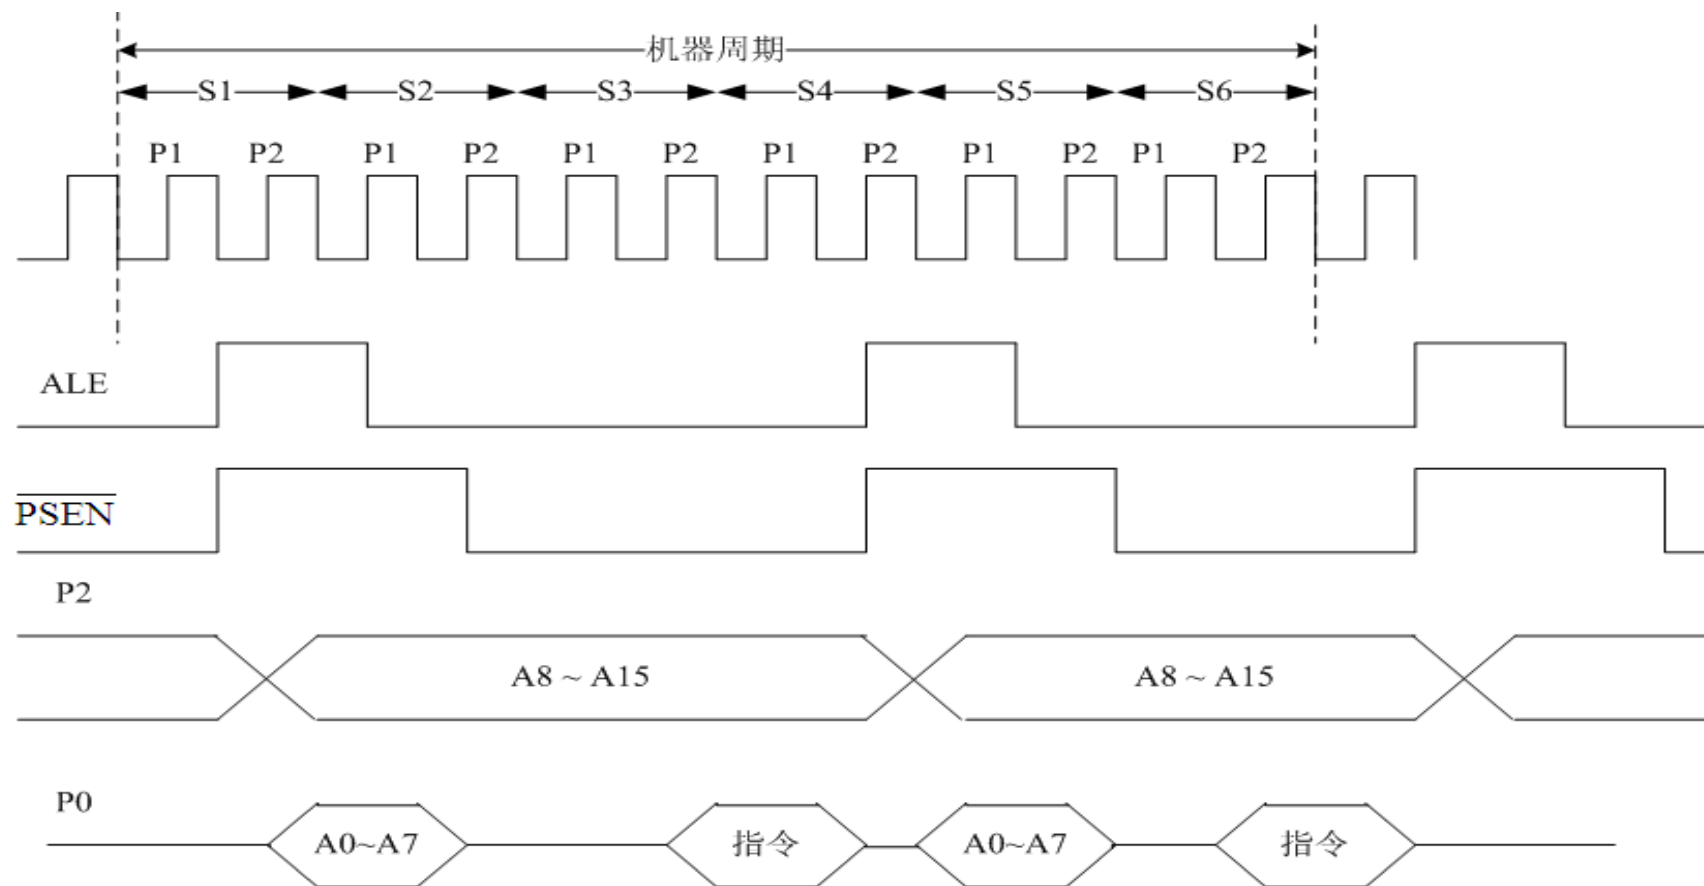 机器周期
S1 S2 S3 S4 S5 S6
P1 P2 P1 P2 P1 P2 P1 P2 P1 P2 P1 P2
ALE
PSEN
P2
A8 ~ A15 A8 ~ A15
P0
A0~A7 指令 A0~A7 指令